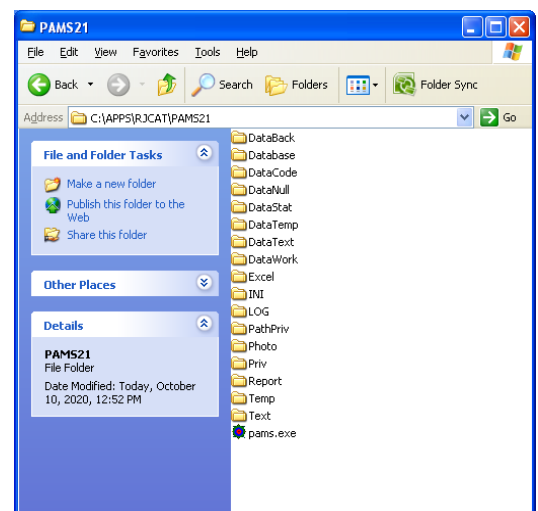 PAMS21
File Edit View Favorites Tools Help
Back Search Folders Folder Sync
Address C:\APPS\RJCAT\PAMS21 Go
File and Folder Tasks
Make a new folder
Publish this folder to the
Web
Share this folder
Other Places
Details
PAMS21
File Folder
Date Modified: Today, October
10, 2020, 12:52 PM
DataBack
Database
DataCode
DataNull
DataStat
DataTemp
DataText
DataWork
Excel
INI
LOG
PathPriv
Photo
Priv
Report
Temp
Text
pams.exe